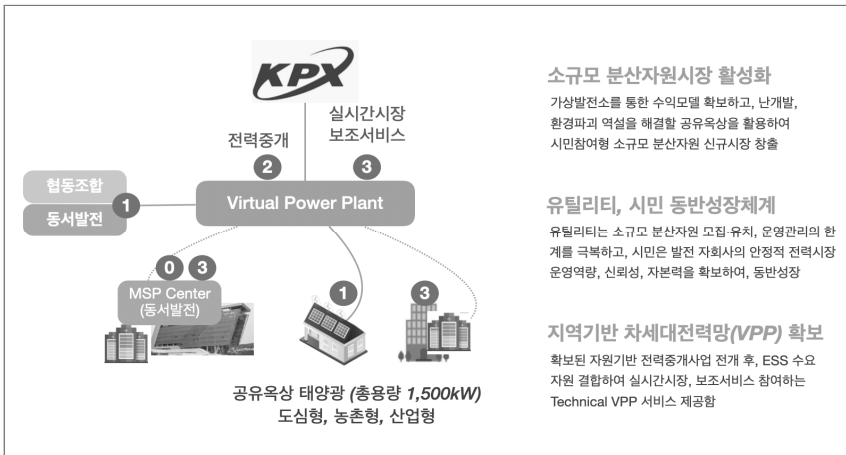 KPX
실시간시장
보조서비스
전력중개
2
3
협동조합
동서발전
1
Virtual Power Plant
0
3
MSP Center
(동서발전)
1
3
공유옥상 태양광 (총용량 1,500kW)
도심형, 농촌형, 산업형
소규모 분산자원시장 활성화
가상발전소를 통한 수익모델 확보하고, 난개발,
환경파괴 역설을 해결할 공유옥상을 활용하여
시민참여형 소규모 분산자원 신규시장 창출
유틸리티, 시민 동반성장체계
유틸리티는 소규모 분산자원 모집·유치, 운영관리의 한
계를 극복하고, 시민은 발전 자회사의 안정적 전력시장
운영역량, 신뢰성, 자본력을 확보하여, 동반성장
지역기반 차세대전력망(VPP) 확보
확보된 자원기반 전력중개사업 전개 후, ESS 수요
자원 결합하여 실시간시장, 보조서비스 참여하는
Technical VPP 서비스 제공함